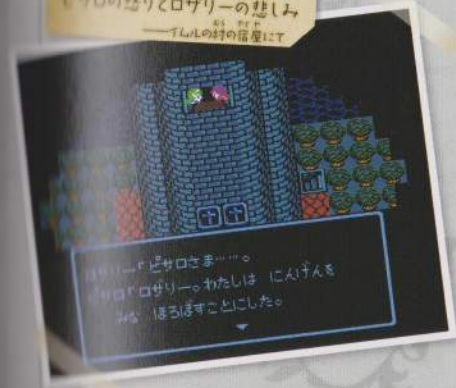 ピサロの怒りとロザリーの悲しみ
——イムルの村の宿屋にて
ロザリー「ピサロさま……。
ピサロ「ロザリー。わたしは にんげんを
みな ほろぼすことにした。